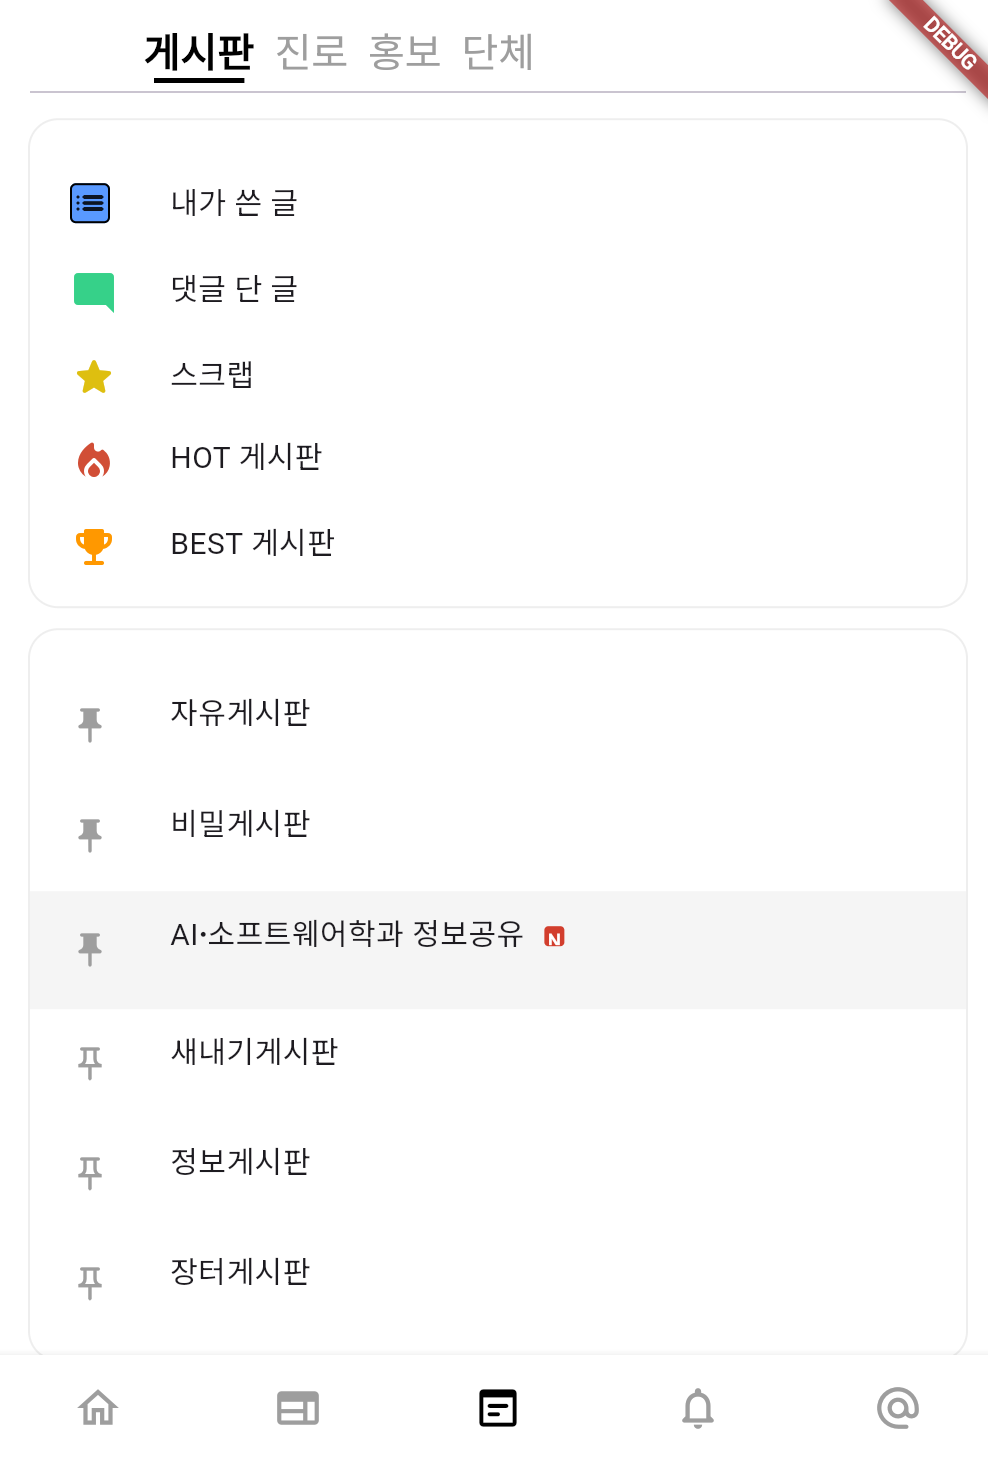 게시판 진로 홍보 단체
DEBUG
내가 쓴 글
댓글 단 글
스크랩
HOT 게시판
BEST 게시판
자유게시판
비밀게시판
AI·소프트웨어학과 정보공유 N
새내기게시판
정보게시판
장터게시판